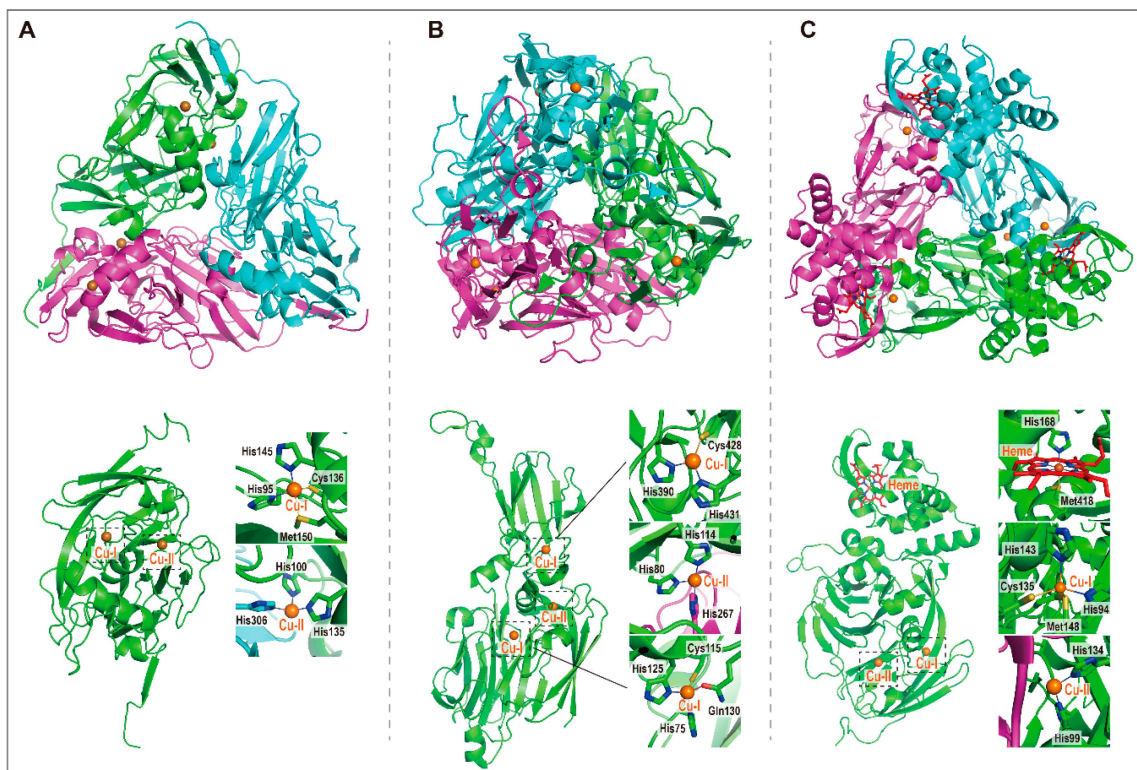 A
B
C
His145
Cys136
His95
Cu-I
Met150
His100
His306
Cu-II
His135
Cu-I
Cu-II
Cys428
Cu-I
His390
His431
His114
His80
Cu-II
His267
Cys115
His125
Cu-I
Gln130
His75
Cu-I
Cu-II
Cu-I
His168
Heme
Met418
His143
Cys135
Cu-I
His94
Met148
His134
Cu-II
His99
Heme
Cu-I
Cu-II